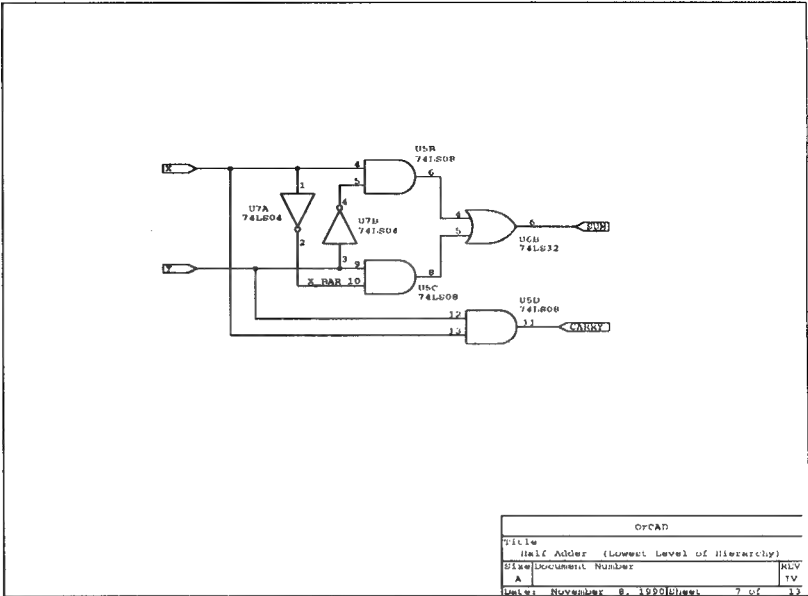 U5B
74LS08
X
4
6
5
1
U7A
74LS04
4
U7B
74LS04
4
6
SUM
5
U6B
74LS32
2
3
Y
9
8
X_BAR 10
U5C
74LS08
U5D
74LS08
12
11
CARRY
13
OrCAD
Title
Half Adder (Lowest Level of Hierarchy)
Size Document Number REV
A
Date: November 8, 1990 Sheet 7 of 13